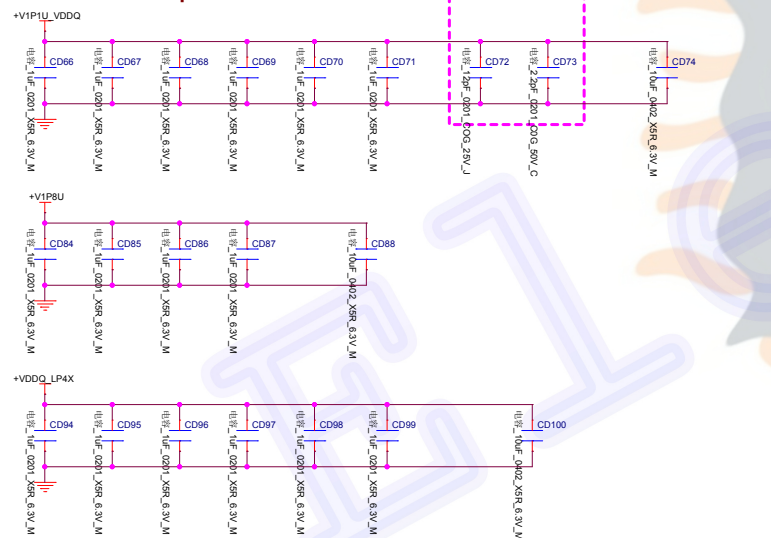 +V1P1U_VDDQ
CD66
CD67
CD68
CD69
CD70
CD71
CD72
CD73
CD74
电容_1uF_0201_X5R_6.3V_M
电容_1uF_0201_X5R_6.3V_M
电容_1uF_0201_X5R_6.3V_M
电容_1uF_0201_X5R_6.3V_M
电容_1uF_0201_X5R_6.3V_M
电容_1uF_0201_X5R_6.3V_M
电容_12pF_0201_COG_25V_J
电容_2.2pF_0201_C0G_50V_C
电容_10uF_0402_X5R_6.3V_M
+V1P8U
CD84
CD85
CD86
CD87
CD88
电容_1uF_0201_X5R_6.3V_M
电容_1uF_0201_X5R_6.3V_M
电容_1uF_0201_X5R_6.3V_M
电容_1uF_0201_X5R_6.3V_M
电容_10uF_0402_X5R_6.3V_M
+VDDQ_LP4X
CD94
CD95
CD96
CD97
CD98
CD99
CD100
电容_1uF_0201_X5R_6.3V_M
电容_1uF_0201_X5R_6.3V_M
电容_1uF_0201_X5R_6.3V_M
电容_1uF_0201_X5R_6.3V_M
电容_1uF_0201_X5R_6.3V_M
电容_1uF_0201_X5R_6.3V_M
电容_10uF_0402_X5R_6.3V_M